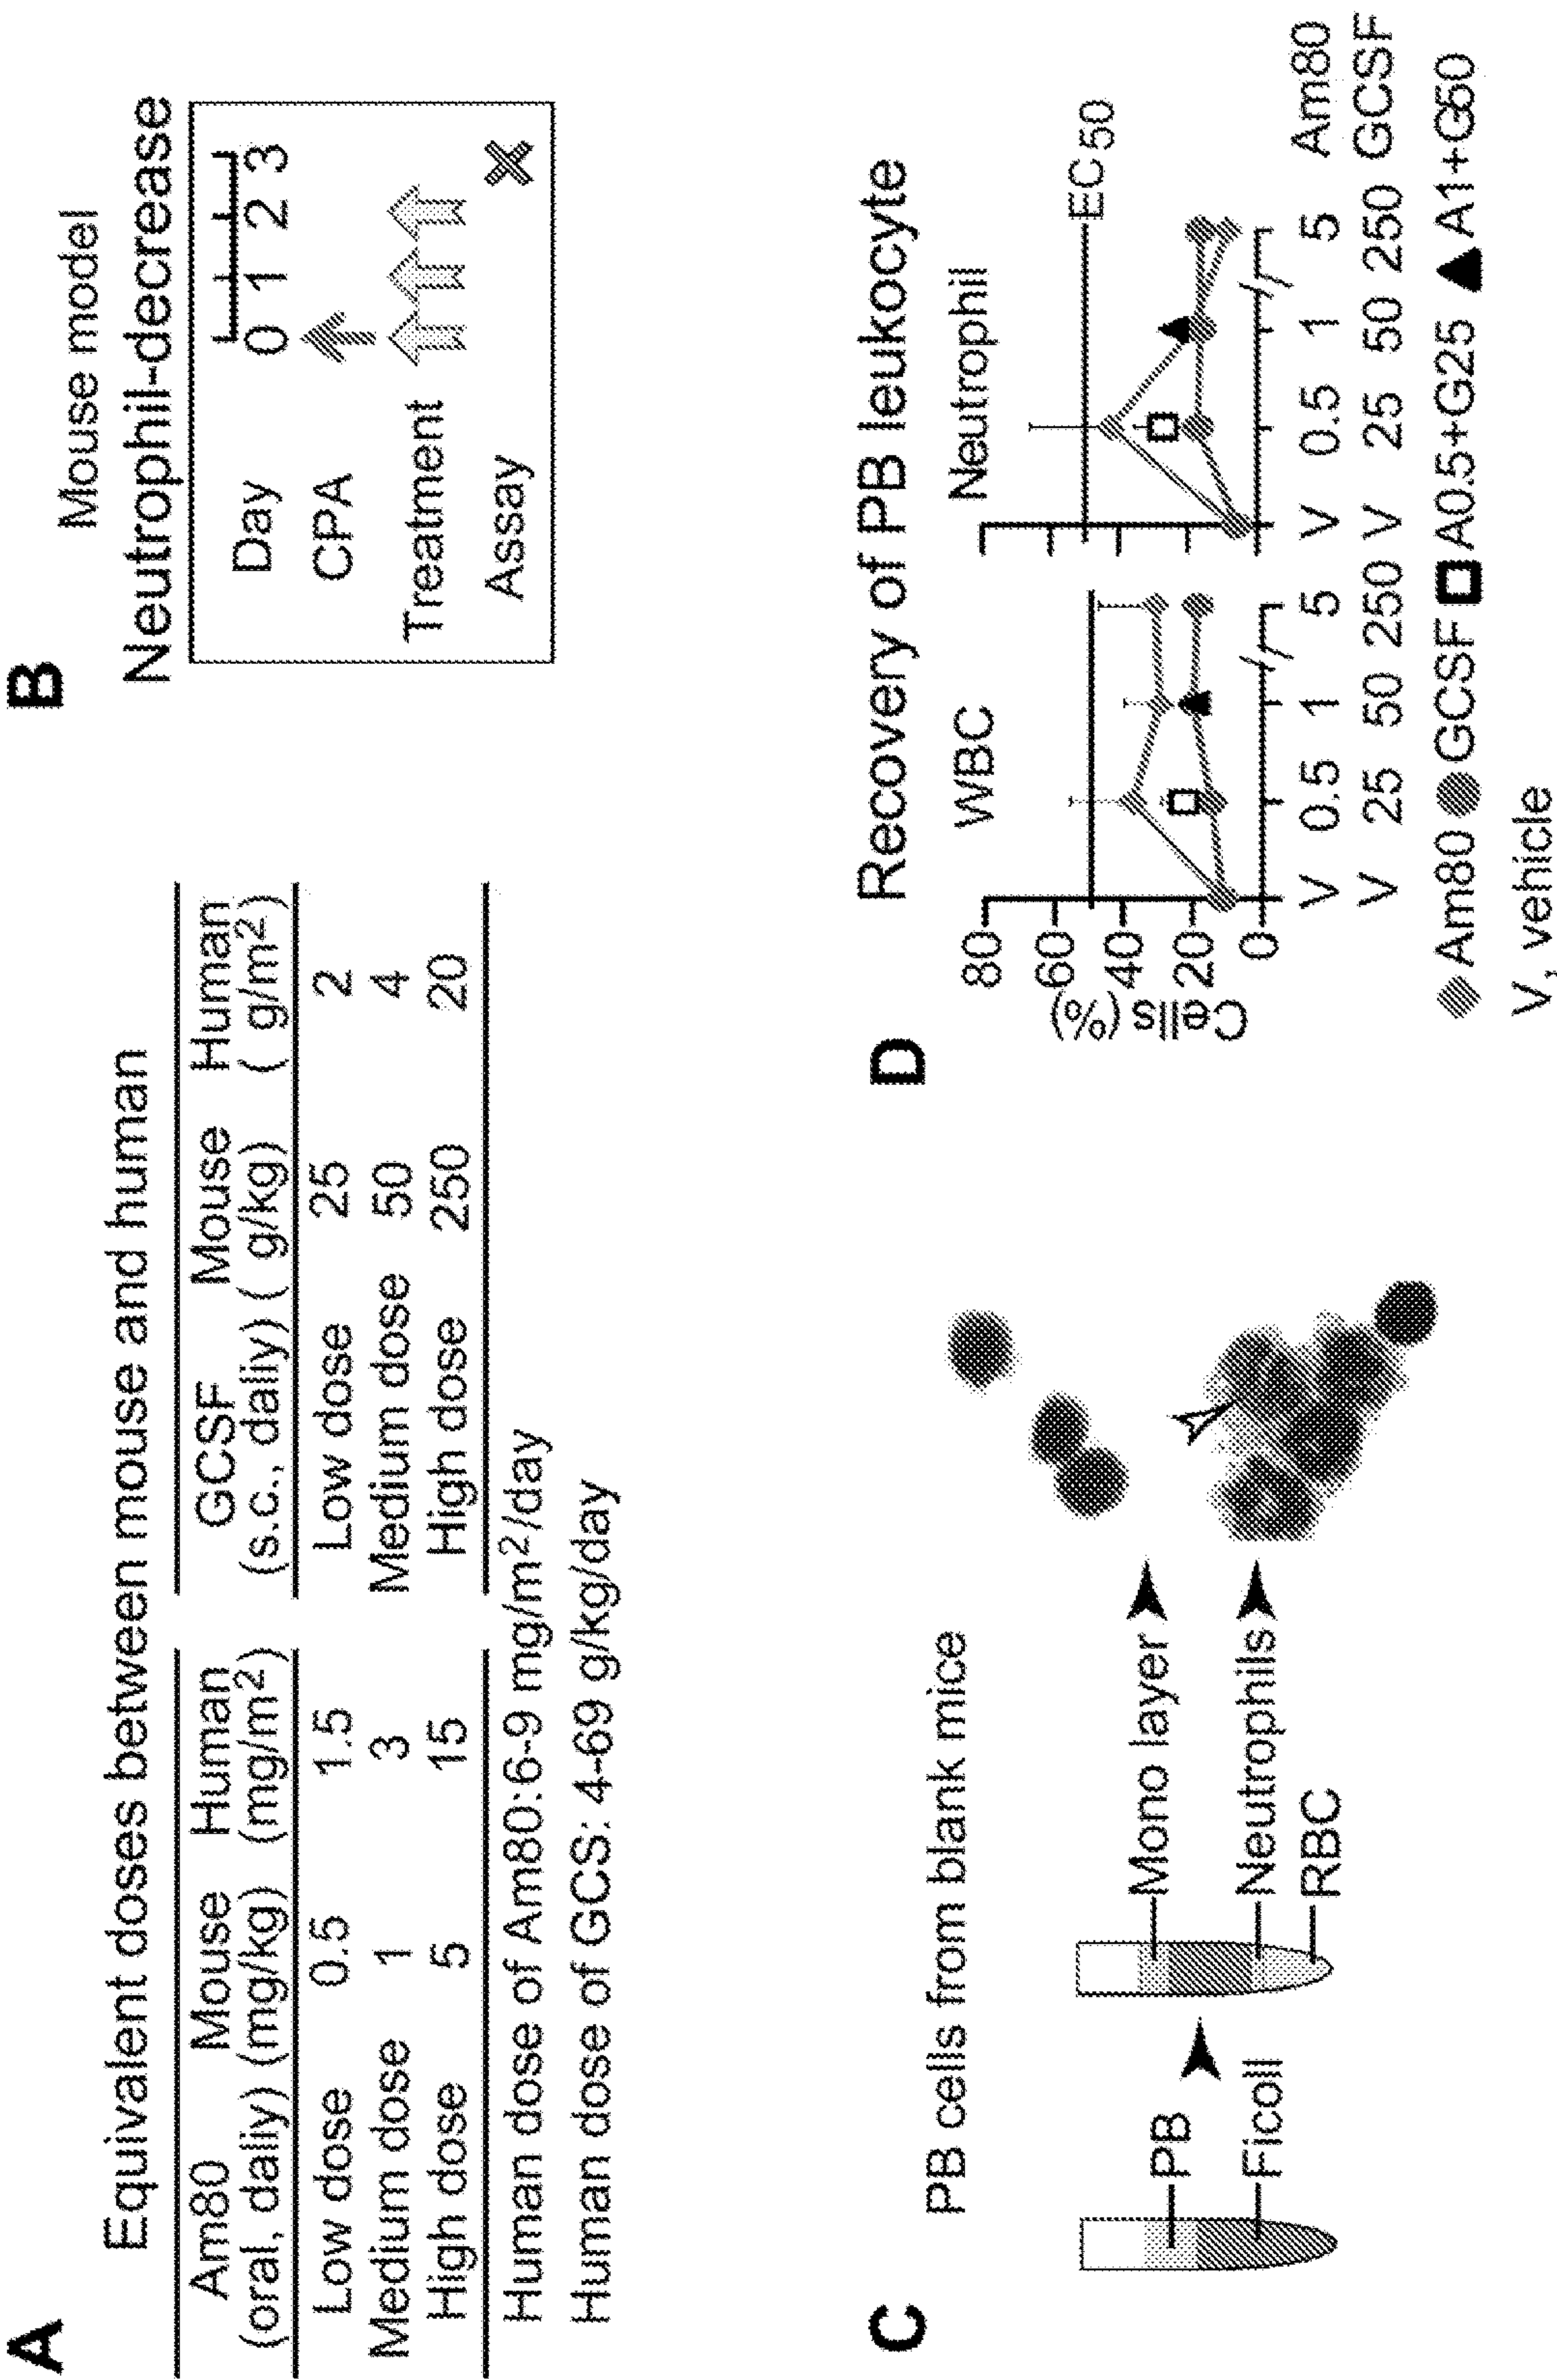 A
Equivalent doses between mouse and human
Am80 Mouse Human
(oral, daliy) (mg/kg) (mg/m2)
Low dose 0.5 1.5
Medium dose 1 3
High dose 5 15
GCSF Mouse Human
(s.c., daliy) ( g/kg) ( g/m2)
Low dose 25 2
Medium dose 50 4
High dose 250 20
Human dose of Am80:6-9 mg/m2/day
Human dose of GCS: 4-69 g/kg/day
B
Mouse model
Neutrophil-decrease
Day 0 1 2 3
CPA
Treatment
Assay
C
PB cells from blank mice
PB
Ficoll
Mono layer
Neutrophils
RBC
D
Recovery of PB leukocyte
WBC Neutrophil
EC50
Cells (%)
80
60
40
20
0
V 0.5 1 5 V 0.5 1 5 Am80
V 25 50 250 V 25 50 250 GCSF
Am80 GCSF A0.5+G25 A1+G50
V, vehicle